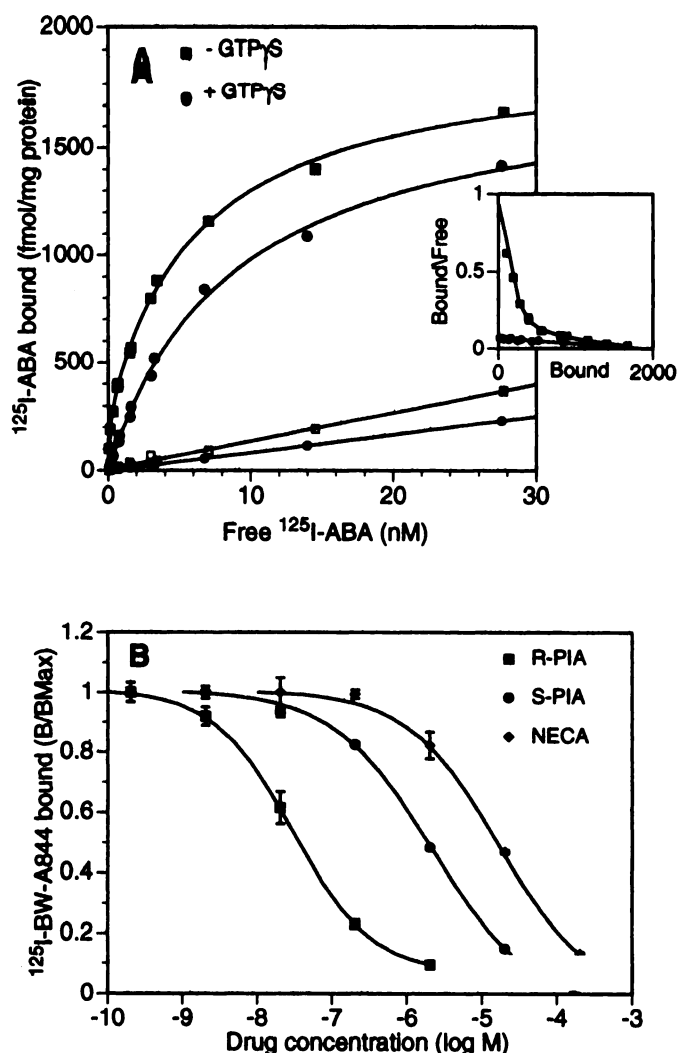 2000
A
- GTPγS
+ GTPγS
1500
1000
500
0
0
10
20
30
125I-ABA bound (fmol/mg protein)
Free 125I-ABA (nM)
1
0.5
0
0
Bound
2000
Bound\Free
1.2
B
R-PIA
S-PIA
NECA
1
0.8
0.6
0.4
0.2
0
-10
-9
-8
-7
-6
-5
-4
-3
125I-BW-A844 bound (B/BMax)
Drug concentration (log M)